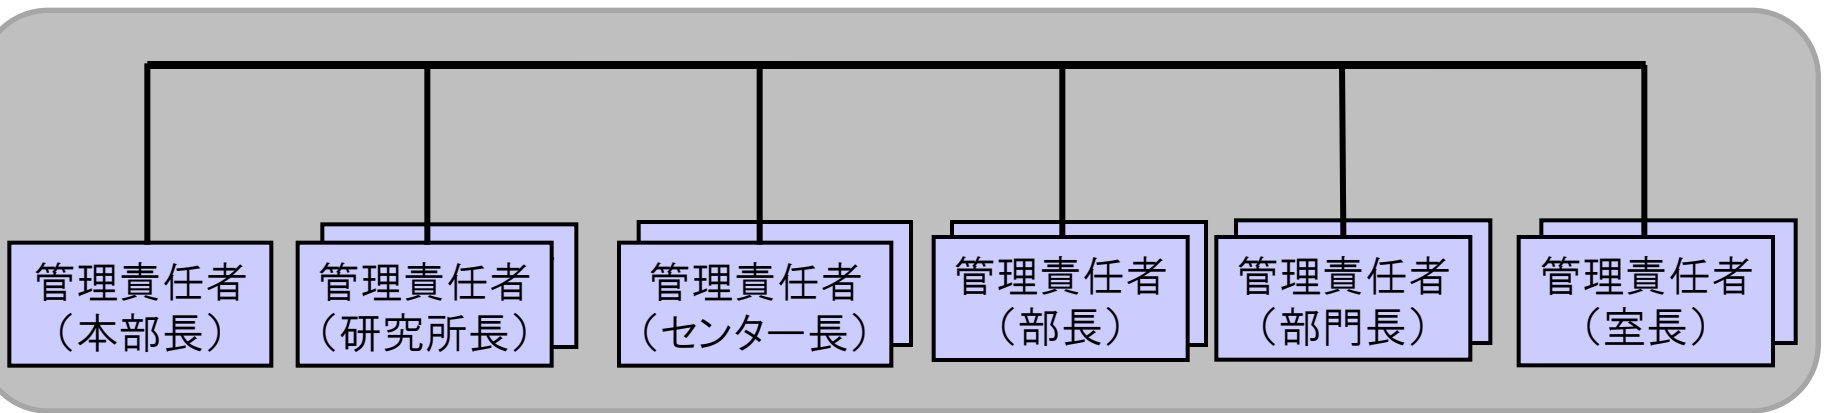 管理責任者
（本部長）
管理責任者
（研究所長）
管理責任者
（センター長）
管理責任者
（部長）
管理責任者
（部門長）
管理責任者
（室長）